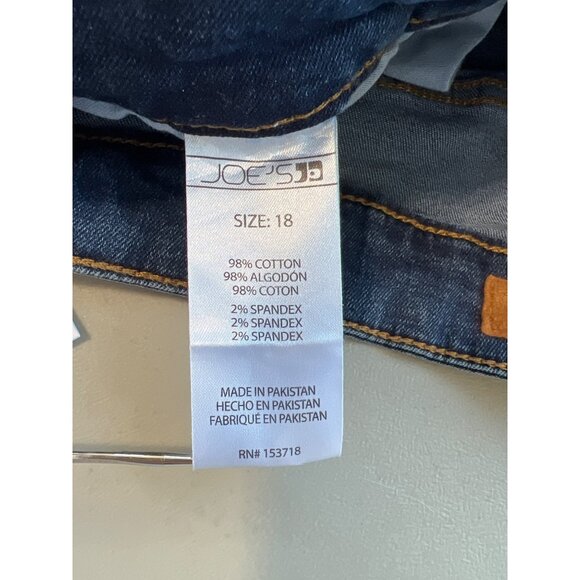 JOE'S
SIZE: 18
98% COTTON
98% ALGODÓN
98% COTON
2% SPANDEX
2% SPANDEX
2% SPANDEX
MADE IN PAKISTAN
HECHO EN PAKISTAN
FABRIQUÉ EN PAKISTAN
RN# 153718